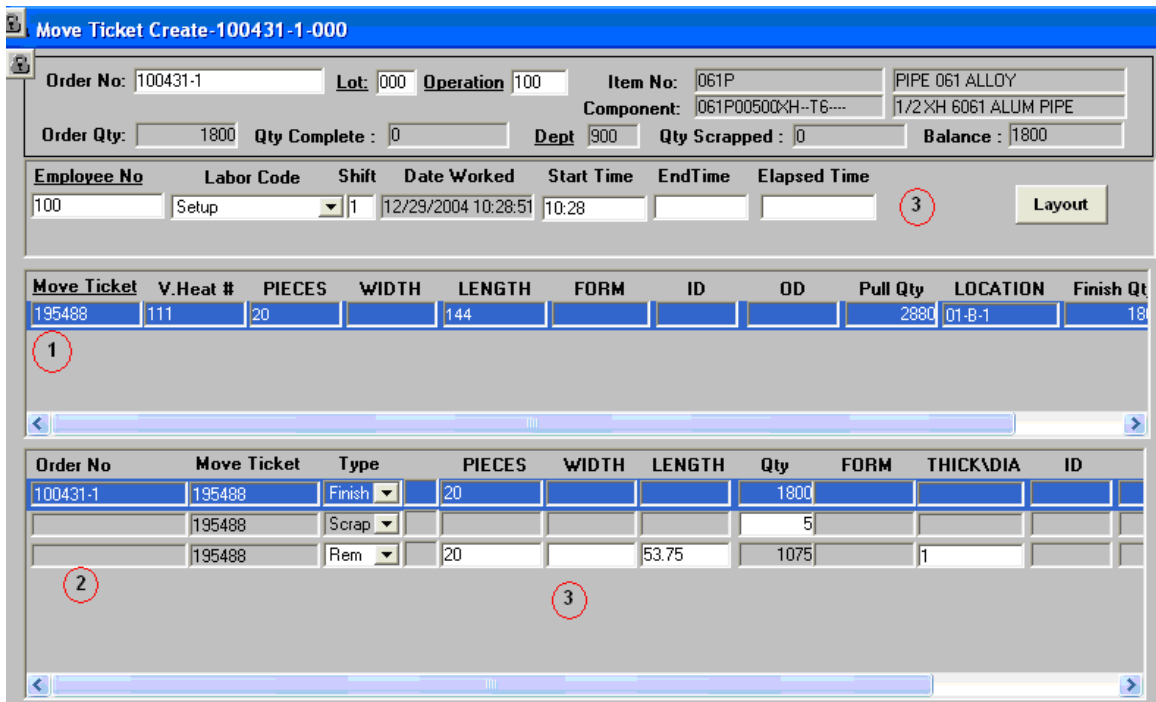 Move Ticket Create-100431-1-000
Order No: 100431-1 Lot: 000 Operation 100 Item No: 061P PIPE 061 ALLOY
Component: 061P00500XH--T6---- 1/2 XH 6061 ALUM PIPE
Order Qty: 1800 Qty Complete : 0 Dept 900 Qty Scrapped : 0 Balance : 1800
Employee No Labor Code Shift Date Worked Start Time EndTime Elapsed Time
100 Setup 1 12/29/2004 10:28:51 10:28 3 Layout
Move Ticket V.Heat # PIECES WIDTH LENGTH FORM ID OD Pull Qty LOCATION Finish Qt
195488 111 20 144 2880 01-B-1 180
1
Order No Move Ticket Type PIECES WIDTH LENGTH Qty FORM THICK\DIA ID
100431-1 195488 Finish 20 1800
195488 Scrap 5
195488 Rem 20 53.75 1075 1
2 3